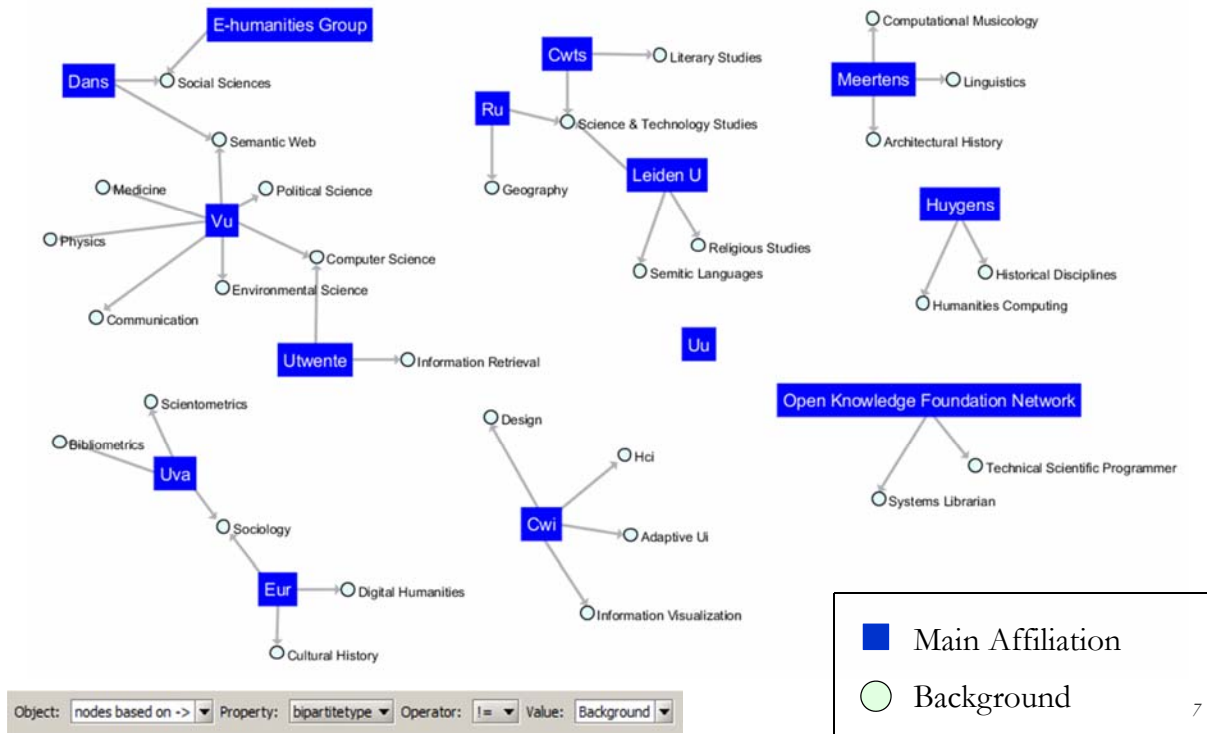 E-humanities Group
Dans
Social Sciences
Semantic Web
Medicine
Political Science
Vu
Physics
Computer Science
Environmental Science
Communication
Utwente
Information Retrieval
Cwts
Literary Studies
Ru
Science & Technology Studies
Leiden U
Geography
Religious Studies
Semitic Languages
Computational Musicology
Meertens
Linguistics
Architectural History
Huygens
Historical Disciplines
Humanities Computing
Uu
Open Knowledge Foundation Network
Technical Scientific Programmer
Systems Librarian
Scientometrics
Bibliometrics
Uva
Sociology
Eur
Digital Humanities
Cultural History
Design
Hci
Cwi
Adaptive Ui
Information Visualization
Main Affiliation
Background
Object: nodes based on -> Property: bipartitetype Operator: != Value: Background
7